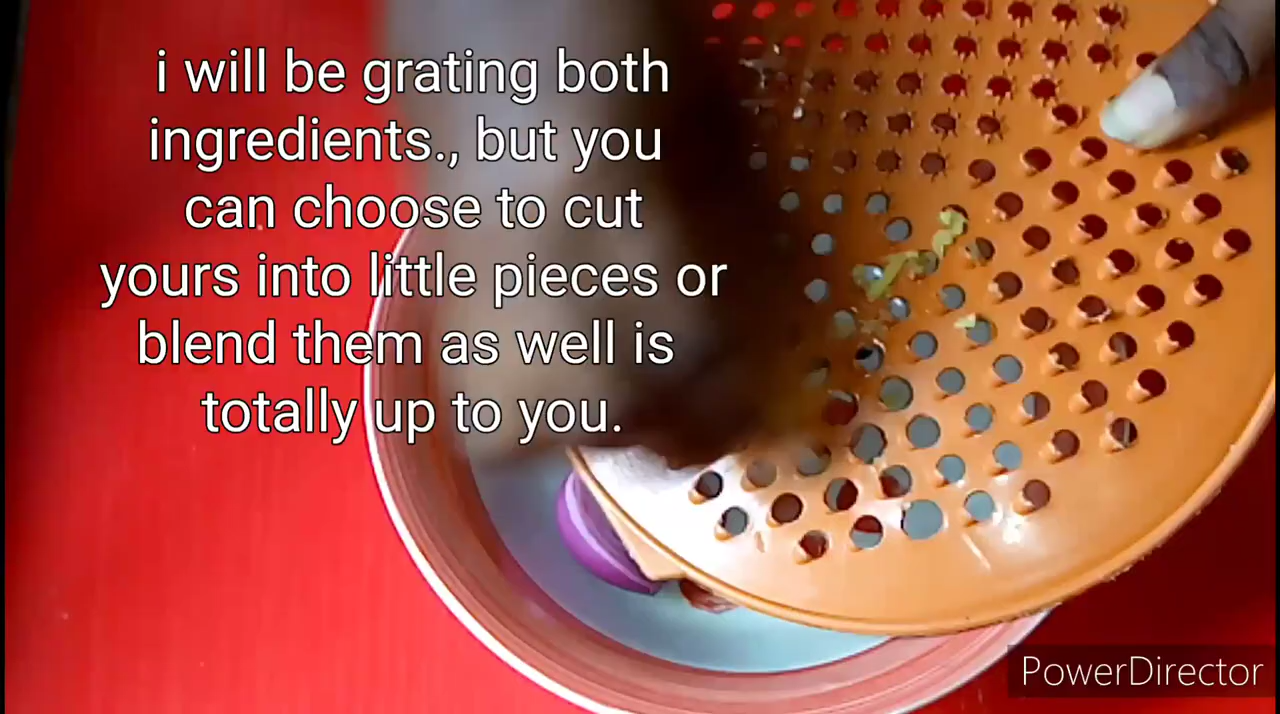 i will be grating both
ingredients., but you
can choose to cut
yours into little pieces or
blend them as well is
totally up to you.
PowerDirector